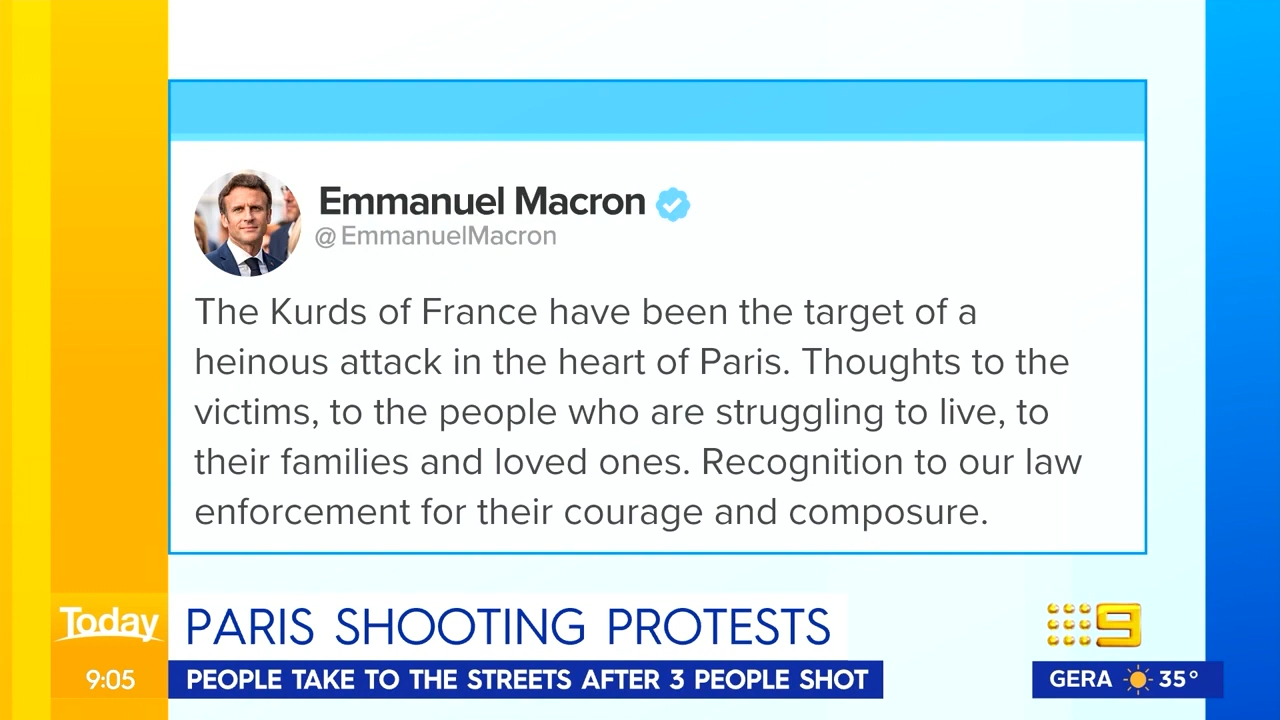 Emmanuel Macron
@EmmanuelMacron
The Kurds of France have been the target of a
heinous attack in the heart of Paris. Thoughts to the
victims, to the people who are struggling to live, to
their families and loved ones. Recognition to our law
enforcement for their courage and composure.
Today
PARIS SHOOTING PROTESTS
9
9:05
PEOPLE TAKE TO THE STREETS AFTER 3 PEOPLE SHOT
GERA 35°